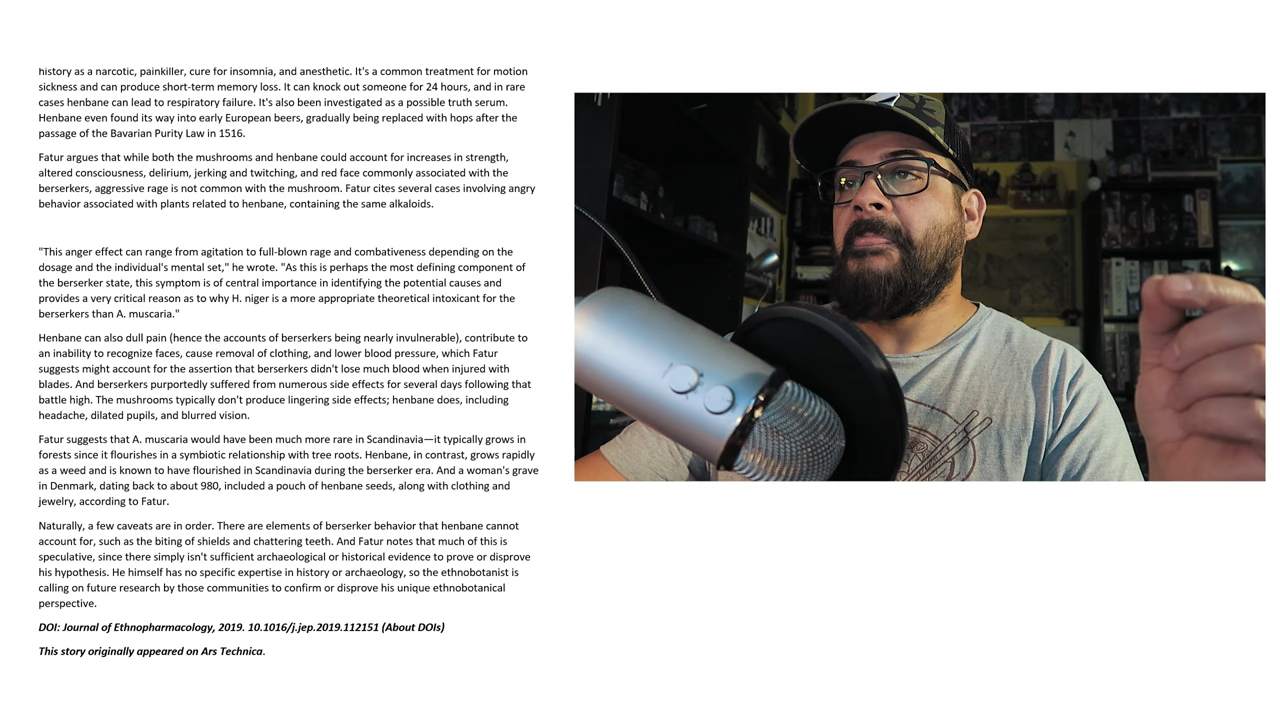 history as a narcotic, painkiller, cure for insomnia, and anesthetic. It's a common treatment for motion
sickness and can produce short-term memory loss. It can knock out someone for 24 hours, and in rare
cases henbane can lead to respiratory failure. It's also been investigated as a possible truth serum.
Henbane even found its way into early European beers, gradually being replaced with hops after the
passage of the Bavarian Purity Law in 1516.
Fatur argues that while both the mushrooms and henbane could account for increases in strength,
altered consciousness, delirium, jerking and twitching, and red face commonly associated with the
berserkers, aggressive rage is not common with the mushroom. Fatur cites several cases involving angry
behavior associated with plants related to henbane, containing the same alkaloids.
"This anger effect can range from agitation to full-blown rage and combativeness depending on the
dosage and the individual's mental set," he wrote. "As this is perhaps the most defining component of
the berserker state, this symptom is of central importance in identifying the potential causes and
provides a very critical reason as to why H. niger is a more appropriate theoretical intoxicant for the
berserkers than A. muscaria."
Henbane can also dull pain (hence the accounts of berserkers being nearly invulnerable), contribute to
an inability to recognize faces, cause removal of clothing, and lower blood pressure, which Fatur
suggests might account for the assertion that berserkers didn't lose much blood when injured with
blades. And berserkers purportedly suffered from numerous side effects for several days following that
battle high. The mushrooms typically don't produce lingering side effects; henbane does, including
headache, dilated pupils, and blurred vision.
Fatur suggests that A. muscaria would have been much more rare in Scandinavia—it typically grows in
forests since it flourishes in a symbiotic relationship with tree roots. Henbane, in contrast, grows rapidly
as a weed and is known to have flourished in Scandinavia during the berserker era. And a woman's grave
in Denmark, dating back to about 980, included a pouch of henbane seeds, along with clothing and
jewelry, according to Fatur.
Naturally, a few caveats are in order. There are elements of berserker behavior that henbane cannot
account for, such as the biting of shields and chattering teeth. And Fatur notes that much of this is
speculative, since there simply isn't sufficient archaeological or historical evidence to prove or disprove
his hypothesis. He himself has no specific expertise in history or archaeology, so the ethnobotanist is
calling on future research by those communities to confirm or disprove his unique ethnobotanical
perspective.
DOI: Journal of Ethnopharmacology, 2019. 10.1016/j.jep.2019.112151 (About DOIs)
This story originally appeared on Ars Technica.